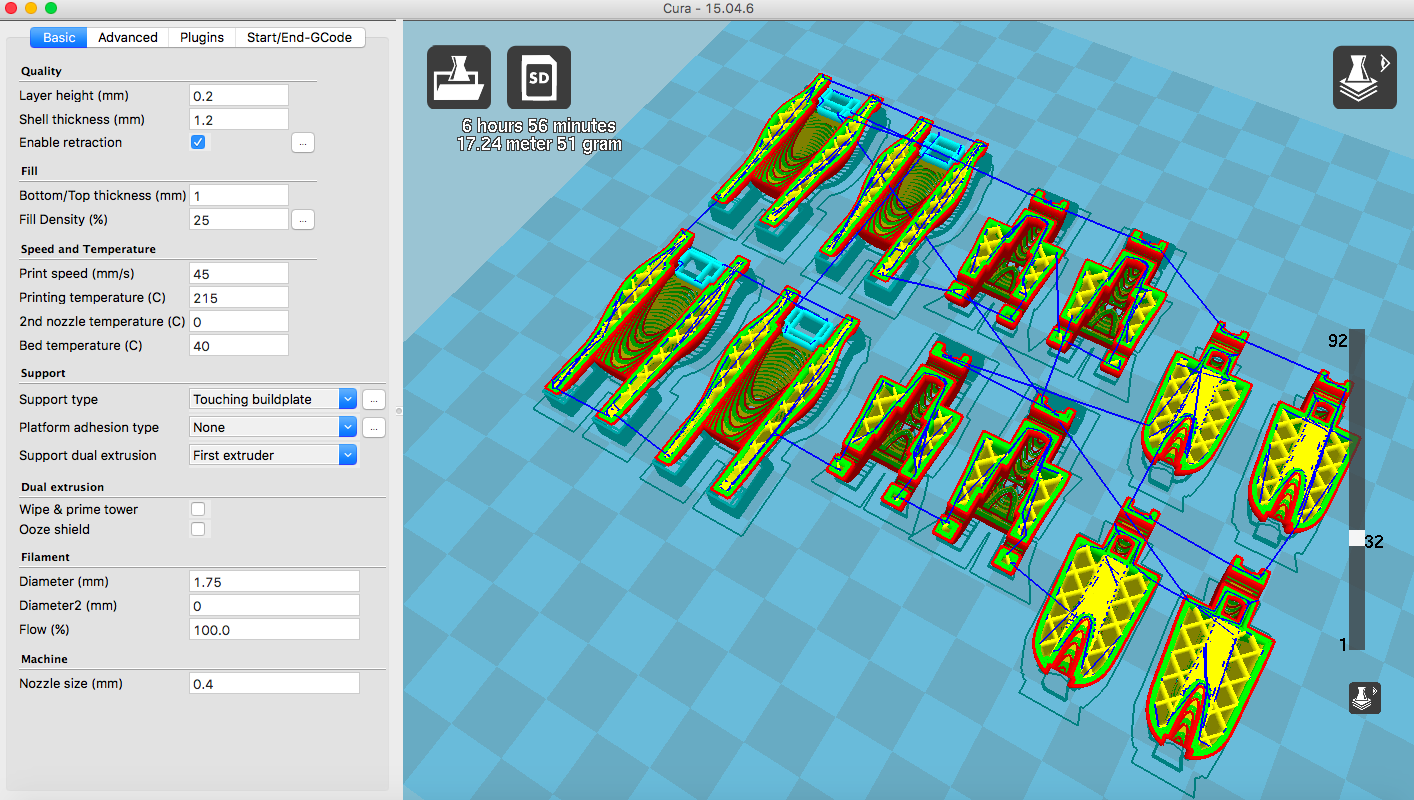 Cura - 15.04.6
Basic Advanced Plugins Start/End-GCode
Quality
Layer height (mm) 0.2
Shell thickness (mm) 1.2
Enable retraction ...
Fill
Bottom/Top thickness (mm) 1
Fill Density (%) 25 ...
Speed and Temperature
Print speed (mm/s) 45
Printing temperature (C) 215
2nd nozzle temperature (C) 0
Bed temperature (C) 40
Support
Support type Touching buildplate ...
Platform adhesion type None ...
Support dual extrusion First extruder
Dual extrusion
Wipe & prime tower
Ooze shield
Filament
Diameter (mm) 1.75
Diameter2 (mm) 0
Flow (%) 100.0
Machine
Nozzle size (mm) 0.4
SD
6 hours 56 minutes
17.24 meter 51 gram
92
32
1